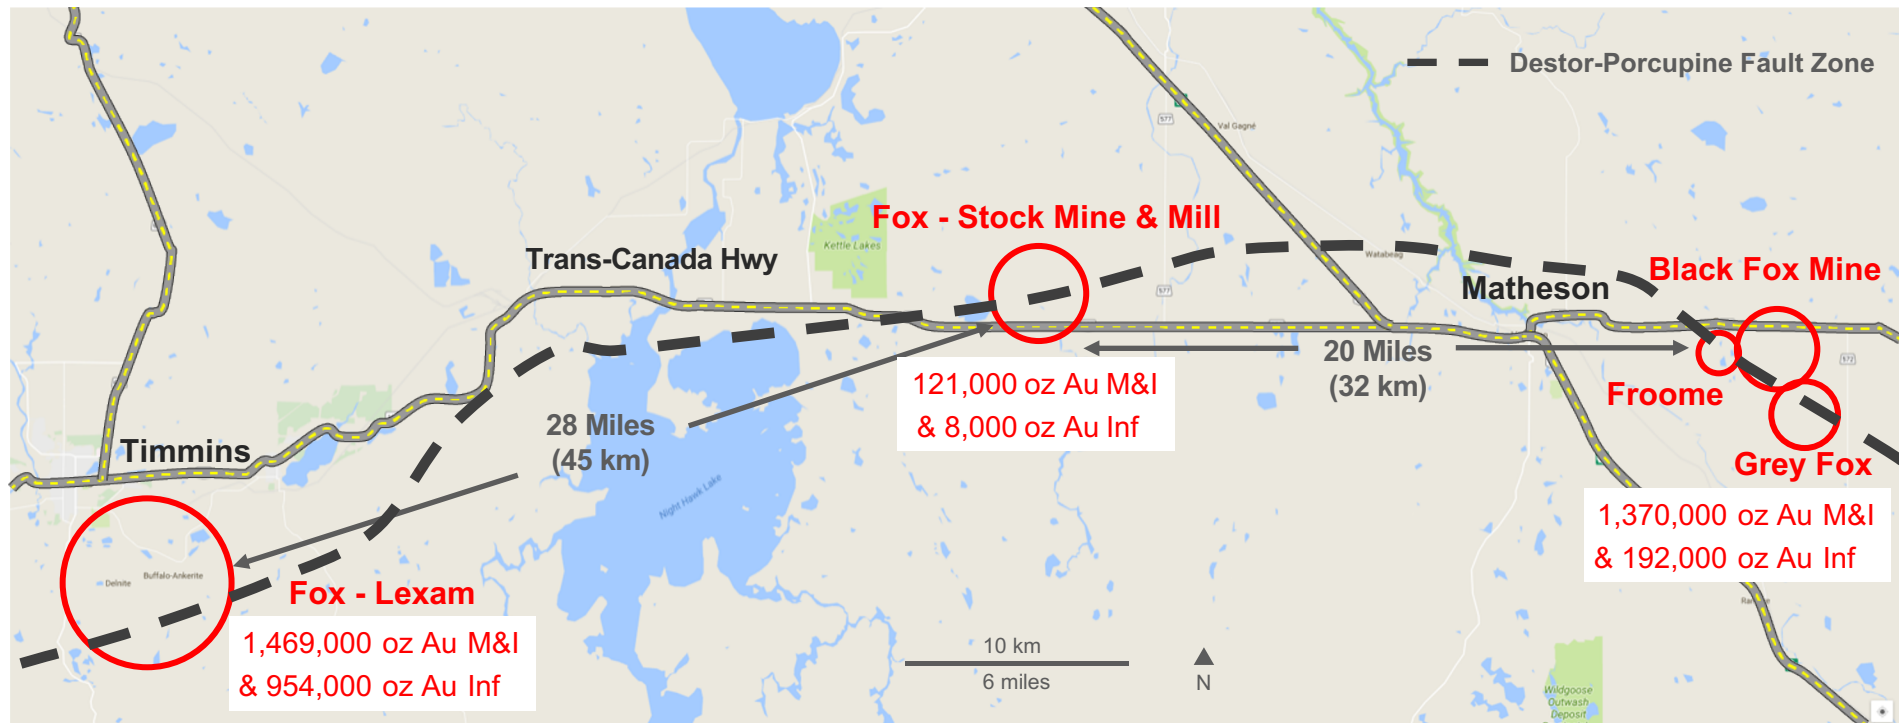 Destor-Porcupine Fault Zone
577
Val Gagné
Fox - Stock Mine & Mill
Kettle Lakes
Trans-Canada Hwy
Watabeag
Black Fox Mine
577
Matheson
20 Miles
(32 km)
572
121,000 oz Au M&I
& 8,000 oz Au Inf
Froome
28 Miles
(45 km)
Timmins
Grey Fox
Night Hawk Lake
1,370,000 oz Au M&I
& 192,000 oz Au Inf
Delnite
Buffalo-Ankerite
Fox - Lexam
1,469,000 oz Au M&I
& 954,000 oz Au Inf
10 km
6 miles
N
Wildgoose
Outwash
Deposit